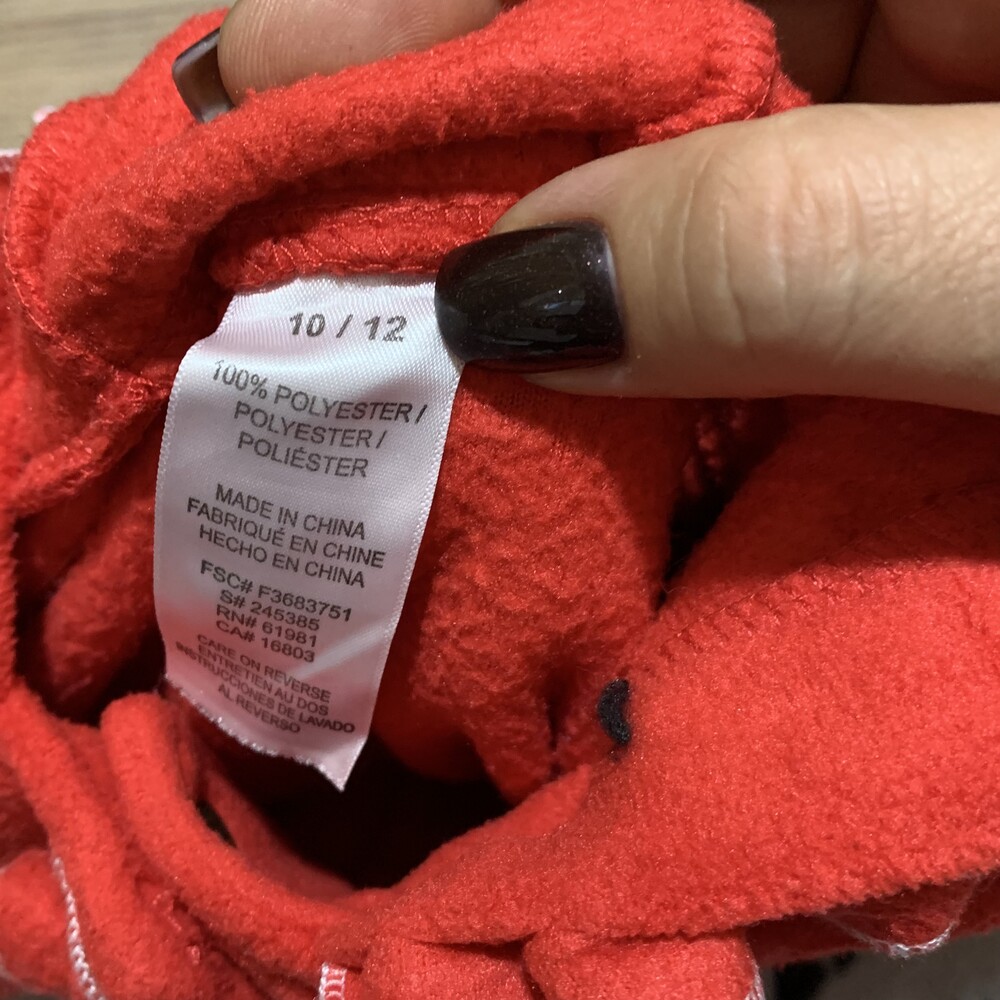 10 / 12
100% POLYESTER /
POLYESTER /
POLIÉSTER
MADE IN CHINA
FABRIQUÉ EN CHINE
HECHO EN CHINA
FSC# F3683751
S# 245385
RN# 61981
CA# 16803
CARE ON REVERSE
ENTRETIEN AU DOS
INSTRUCCIONES DE LAVADO
AL REVERSO